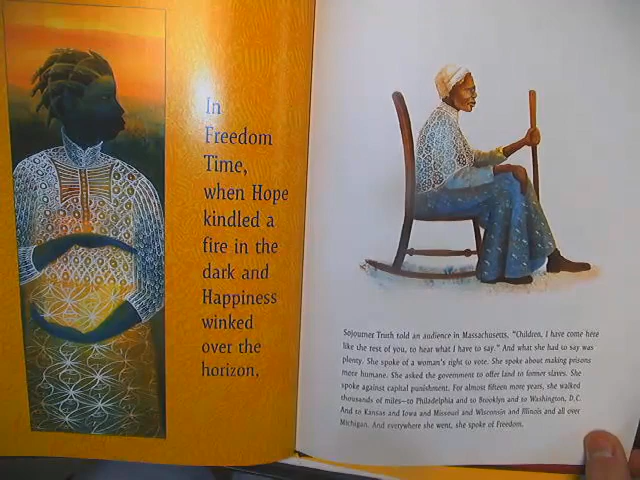 In
Freedom
Time,
when Hope
kindled a
fire in the
dark and
Happiness
winked
over the
horizon,
Sojourner Truth told an audience in Massachusetts, "Children, I have come here
like the rest of you, to hear what I have to say." And what she had to say was
plenty. She spoke of a woman's right to vote. She spoke about making prisons
more humane. She asked the government to offer land to former slaves. She
spoke against capital punishment. For almost fifteen more years, she walked
thousands of miles—to Philadelphia and to Brooklyn and to Washington, D.C.
And to Kansas and Iowa and Missouri and Wisconsin and Illinois and all over
Michigan. And everywhere she went, she spoke of Freedom.